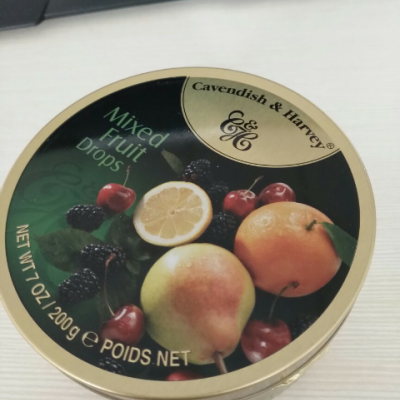 Cavendish & Harvey®
C&H
Mixed
Fruit
Drops
NET WT 7 OZ / 200g ℮ POIDS NET